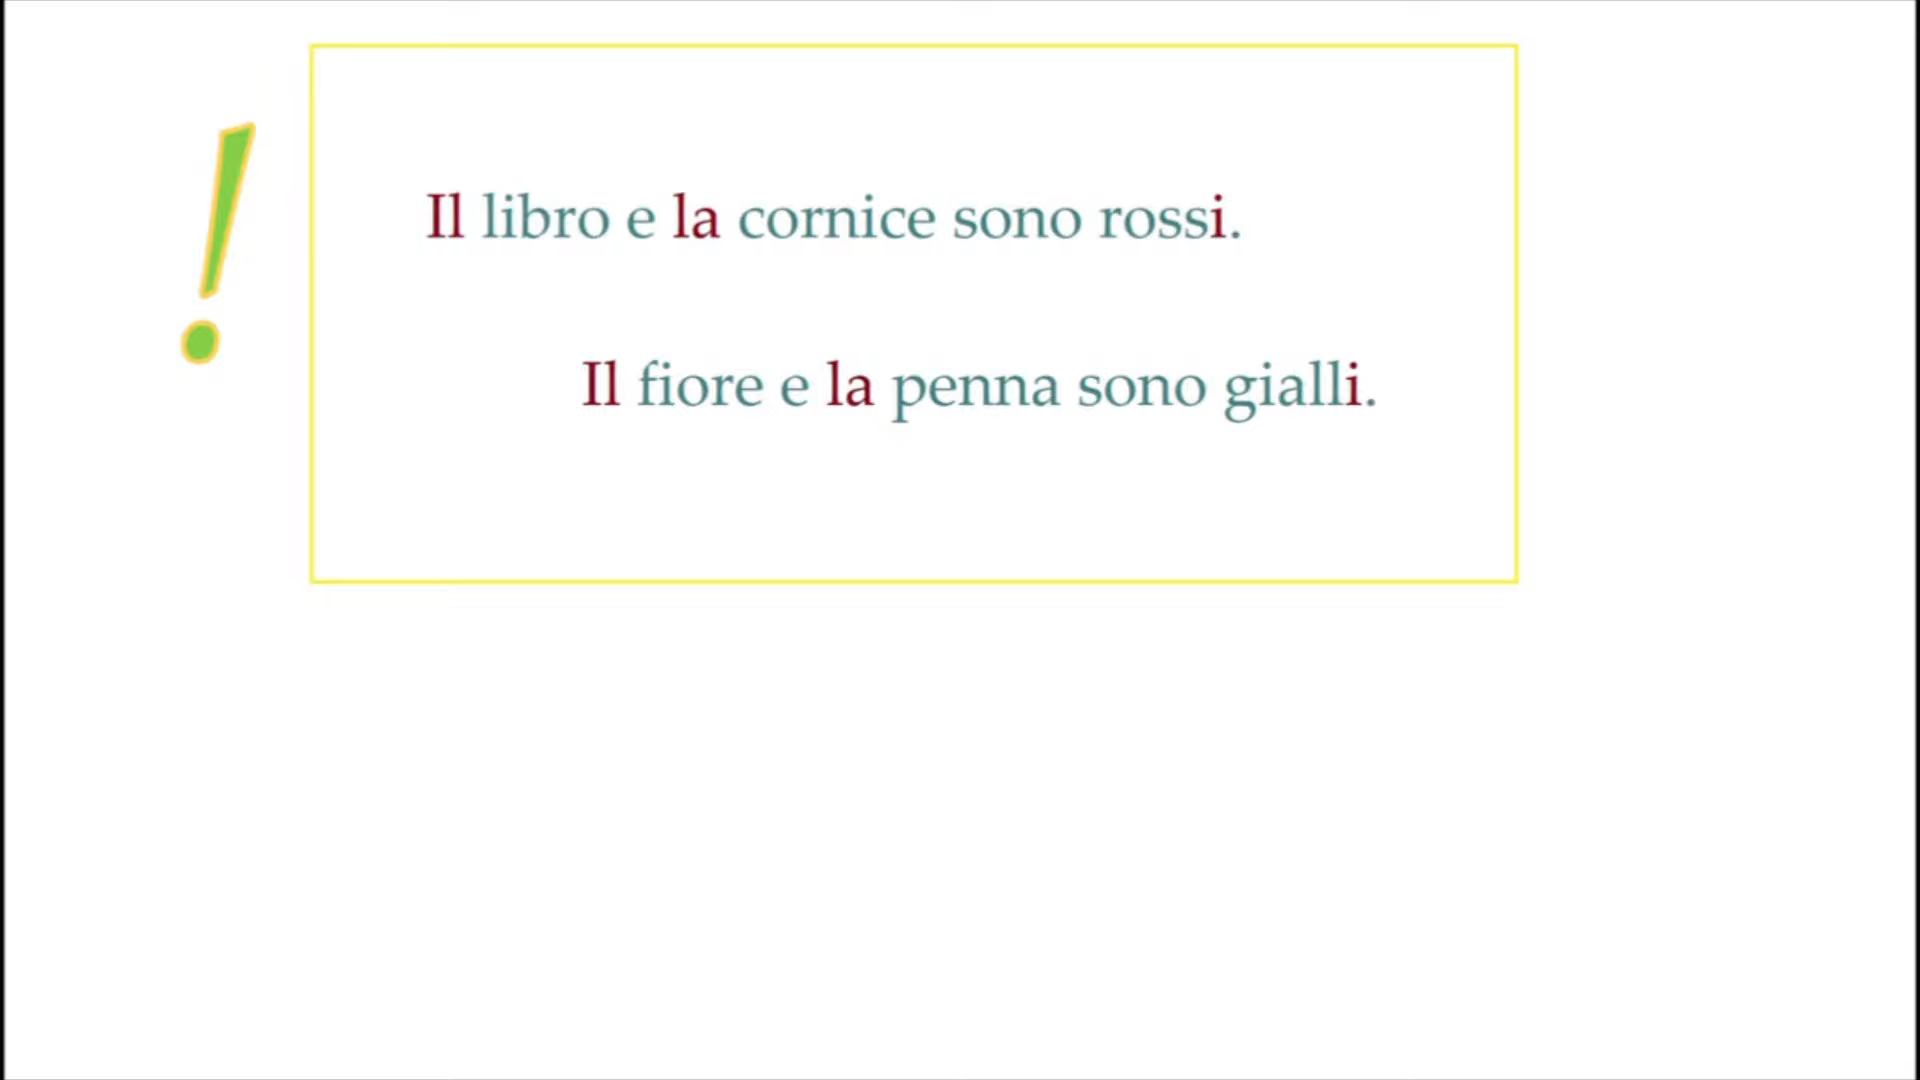 !
Il libro e la cornice sono rossi.
Il fiore e la penna sono gialli.